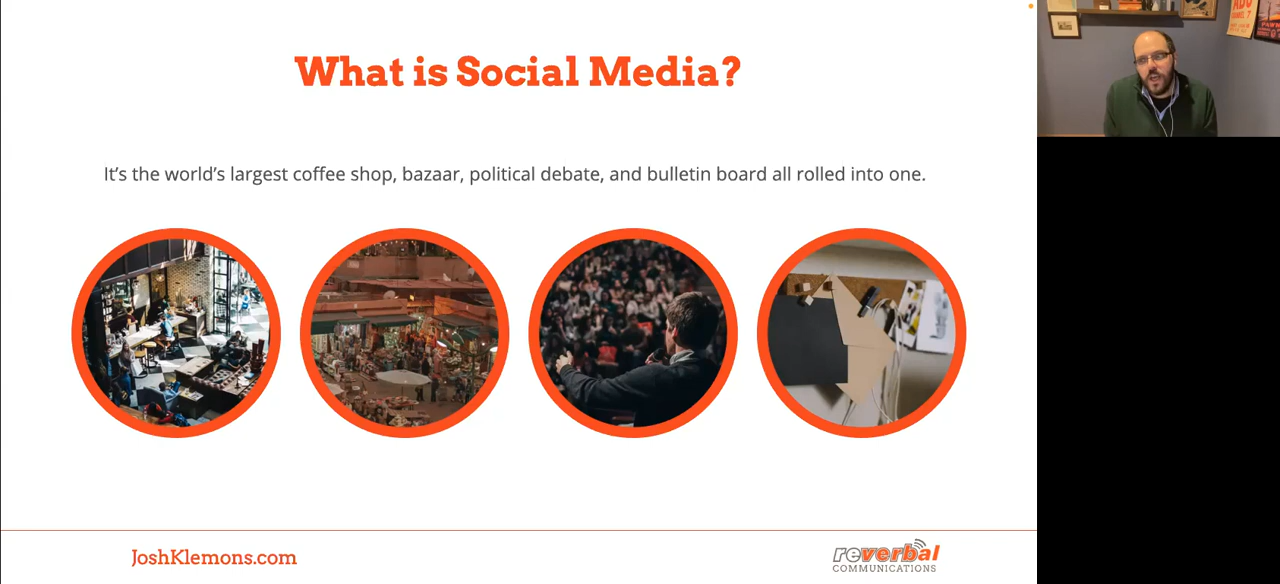 What is Social Media?
It's the world's largest coffee shop, bazaar, political debate, and bulletin board all rolled into one.
JoshKlemons.com
reverbal
COMMUNICATIONS